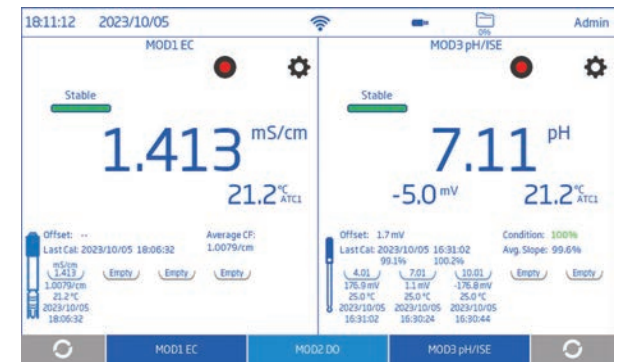 18:11:12 2023/10/05 0% Admin
MOD1 EC
Stable
1.413 mS/cm
21.2 °C ATC1
Offset: -- Average CF:
Last Cal: 2023/10/05 18:06:32 1.0079/cm
mS/cm
1.413 Empty Empty Empty
1.0079/cm
21.2 °C
2023/10/05
18:06:32
MOD3 pH/ISE
Stable
7.11 pH
-5.0 mV 21.2 °C ATC1
Offset: 1.7 mV Condition: 100%
Last Cal: 2023/10/05 16:31:02 Avg. Slope: 99.6%
99.1% 100.2%
4.01 7.01 10.01 Empty Empty
176.9 mV 1.1 mV -176.8 mV
25.0 °C 25.0 °C 25.0 °C
2023/10/05 2023/10/05 2023/10/05
16:31:02 16:30:24 16:30:44
MOD1 EC MOD2 DO MOD3 pH/ISE